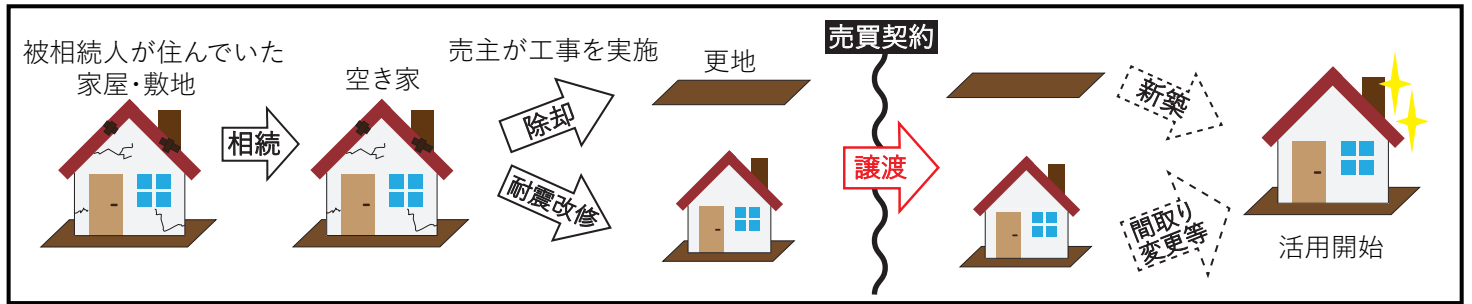 被相続人が住んでいた
家屋・敷地
相続
空き家
売主が工事を実施
除却
耐震改修
更地
売買契約
譲渡
新築
間取り
変更等
活用開始